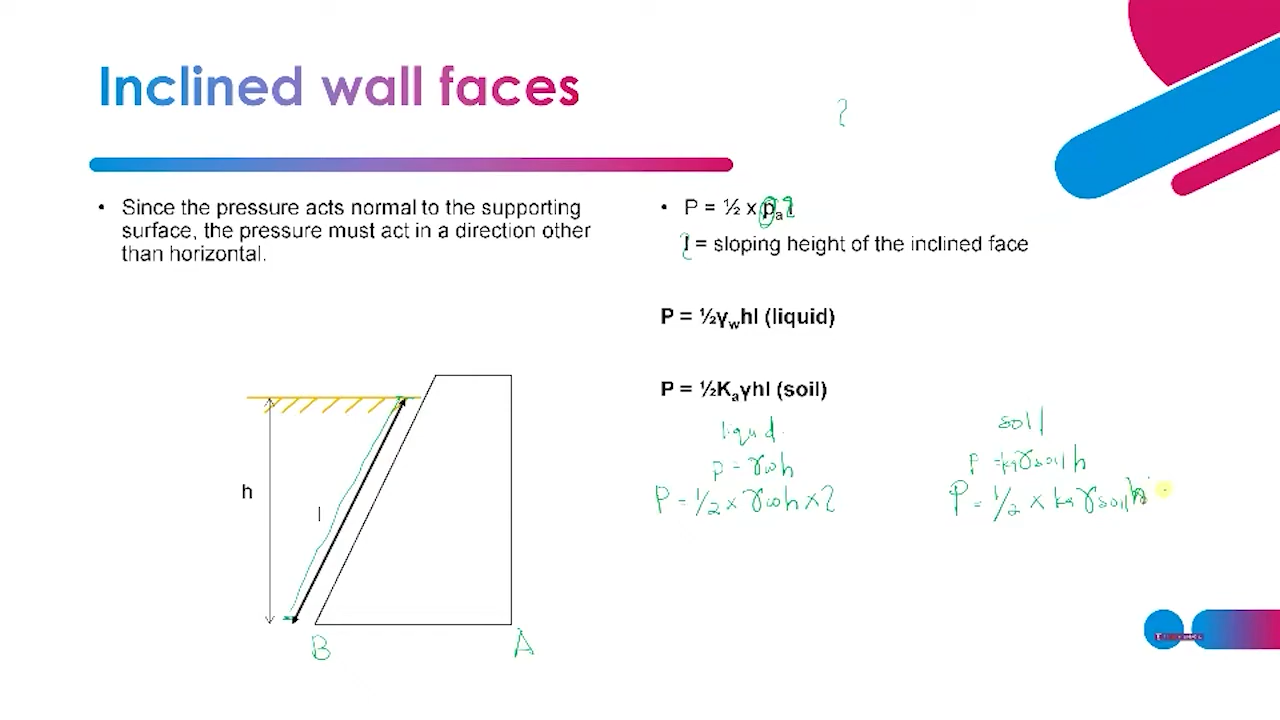 Inclined wall faces
• Since the pressure acts normal to the supporting
surface, the pressure must act in a direction other
than horizontal.
• P = ½ x pₐ l
l = sloping height of the inclined face
P = ½γwhl (liquid)
P = ½Kₐγhl (soil)
liquid
p = γwh
P = 1/2 × γwh × l
soil
p = kaγsoil h
P = 1/2 × kaγsoil h
h
l
B
A